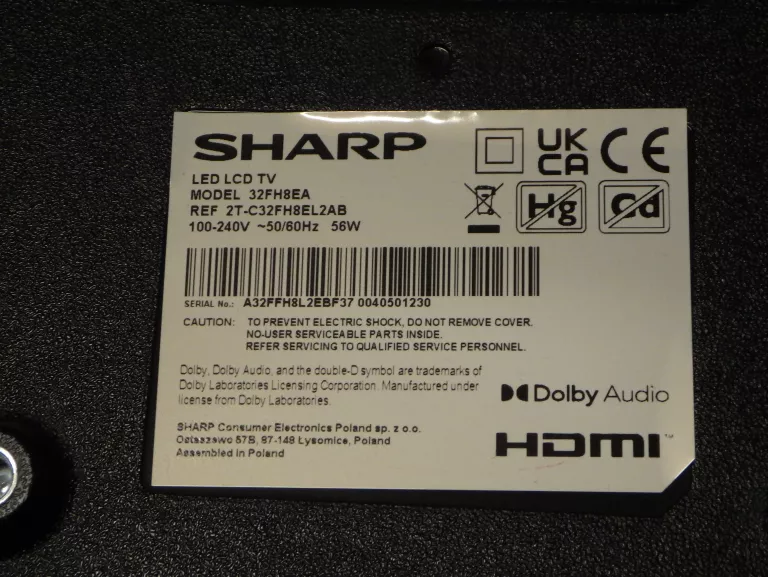 SHARP
UK
CA
CE
LED LCD TV
MODEL 32FH8EA
REF 2T-C32FH8EL2AB
100-240V ~50/60Hz 56W
Hg
Cd
SERIAL No.: A32FFH8L2EBF37 0040501230
CAUTION: TO PREVENT ELECTRIC SHOCK, DO NOT REMOVE COVER.
NO-USER SERVICEABLE PARTS INSIDE.
REFER SERVICING TO QUALIFIED SERVICE PERSONNEL.
Dolby, Dolby Audio, and the double-D symbol are trademarks of
Dolby Laboratories Licensing Corporation. Manufactured under
license from Dolby Laboratories.
Dolby Audio
SHARP Consumer Electronics Poland sp. z o.o.
Ostaszewo 57B, 87-148 Łysomice, Poland
Assembled in Poland
HDMI™